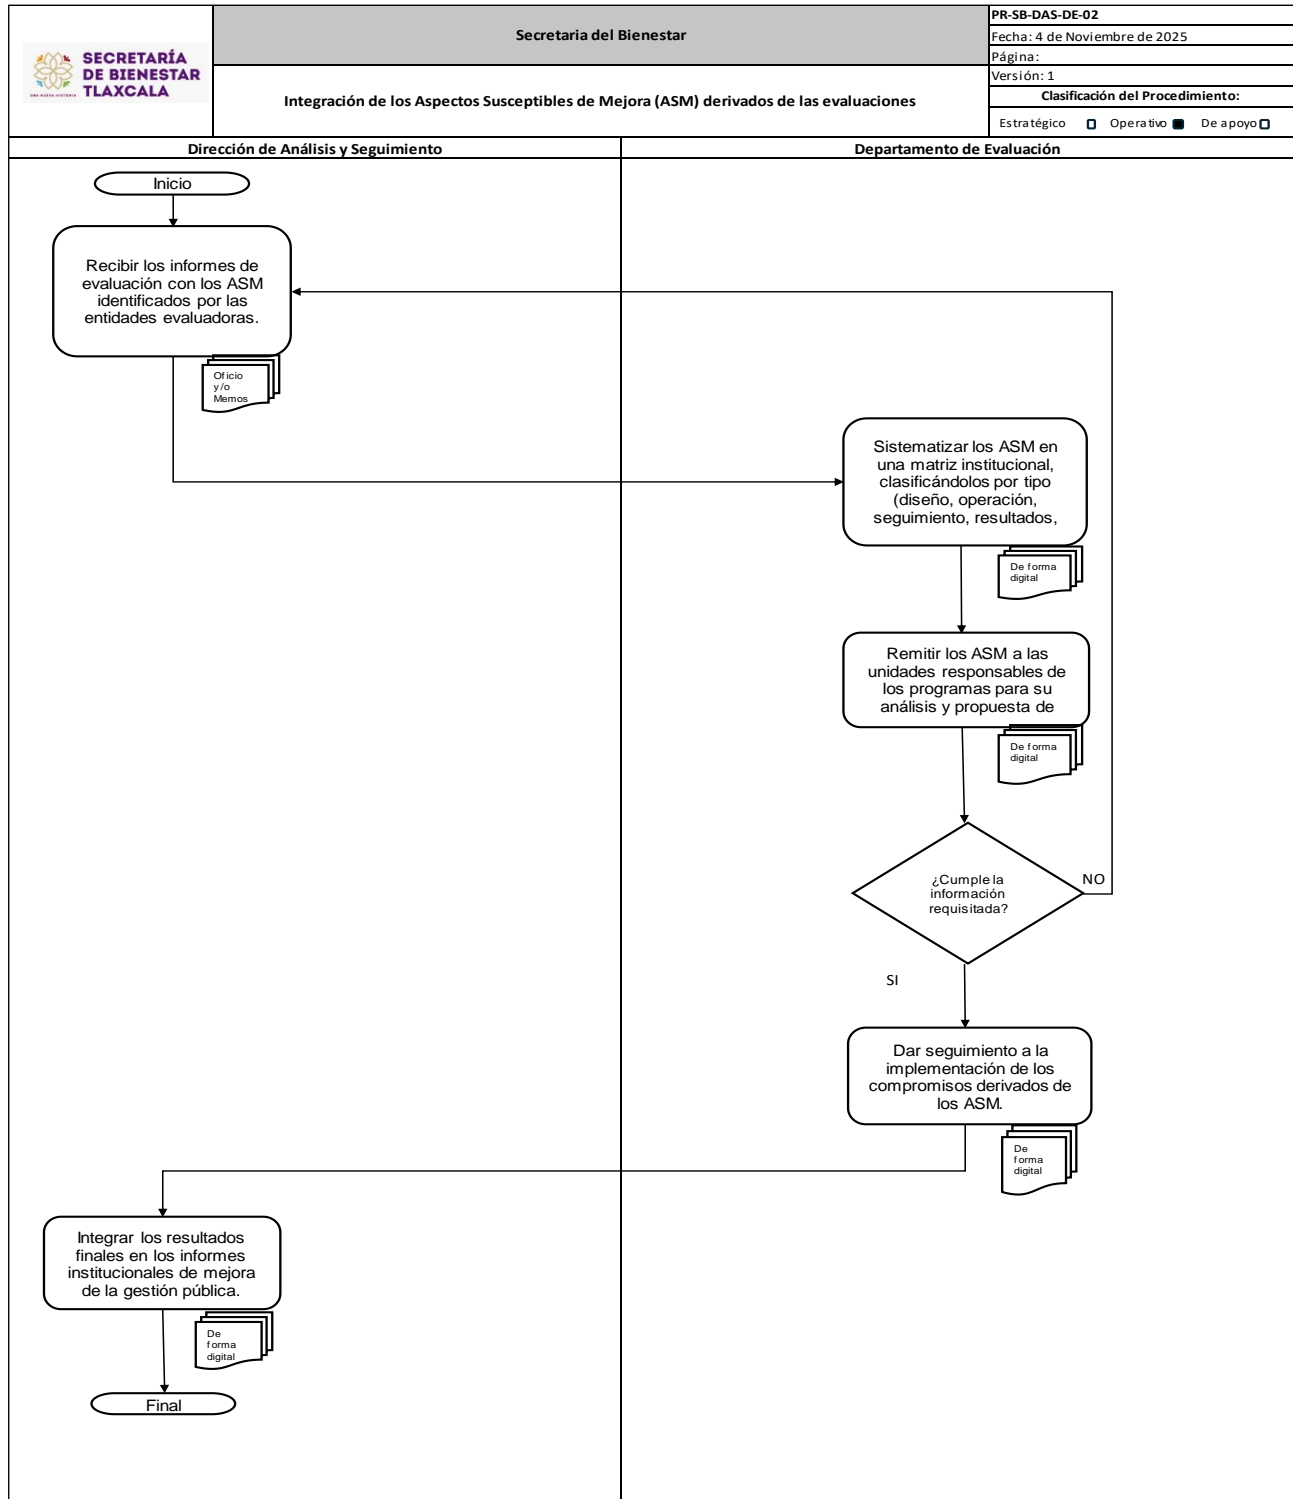 SECRETARÍA
DE BIENESTAR
TLAXCALA
UNA NUEVA HISTORIA
Secretaria del Bienestar
Integración de los Aspectos Susceptibles de Mejora (ASM) derivados de las evaluaciones
PR-SB-DAS-DE-02
Fecha: 4 de Noviembre de 2025
Página:
Versión: 1
Clasificación del Procedimiento:
Estratégico Operativo De apoyo
Dirección de Análisis y Seguimiento
Departamento de Evaluación
Inicio
Recibir los informes de
evaluación con los ASM
identificados por las
entidades evaluadoras.
Oficio
y/o
Memos
Sistematizar los ASM en
una matriz institucional,
clasificándolos por tipo
(diseño, operación,
seguimiento, resultados,
De forma
digital
Remitir los ASM a las
unidades responsables de
los programas para su
análisis y propuesta de
De forma
digital
¿Cumple la
información
requisitada?
NO
SI
Dar seguimiento a la
implementación de los
compromisos derivados de
los ASM.
De
forma
digital
Integrar los resultados
finales en los informes
institucionales de mejora
de la gestión pública.
De
forma
digital
Final